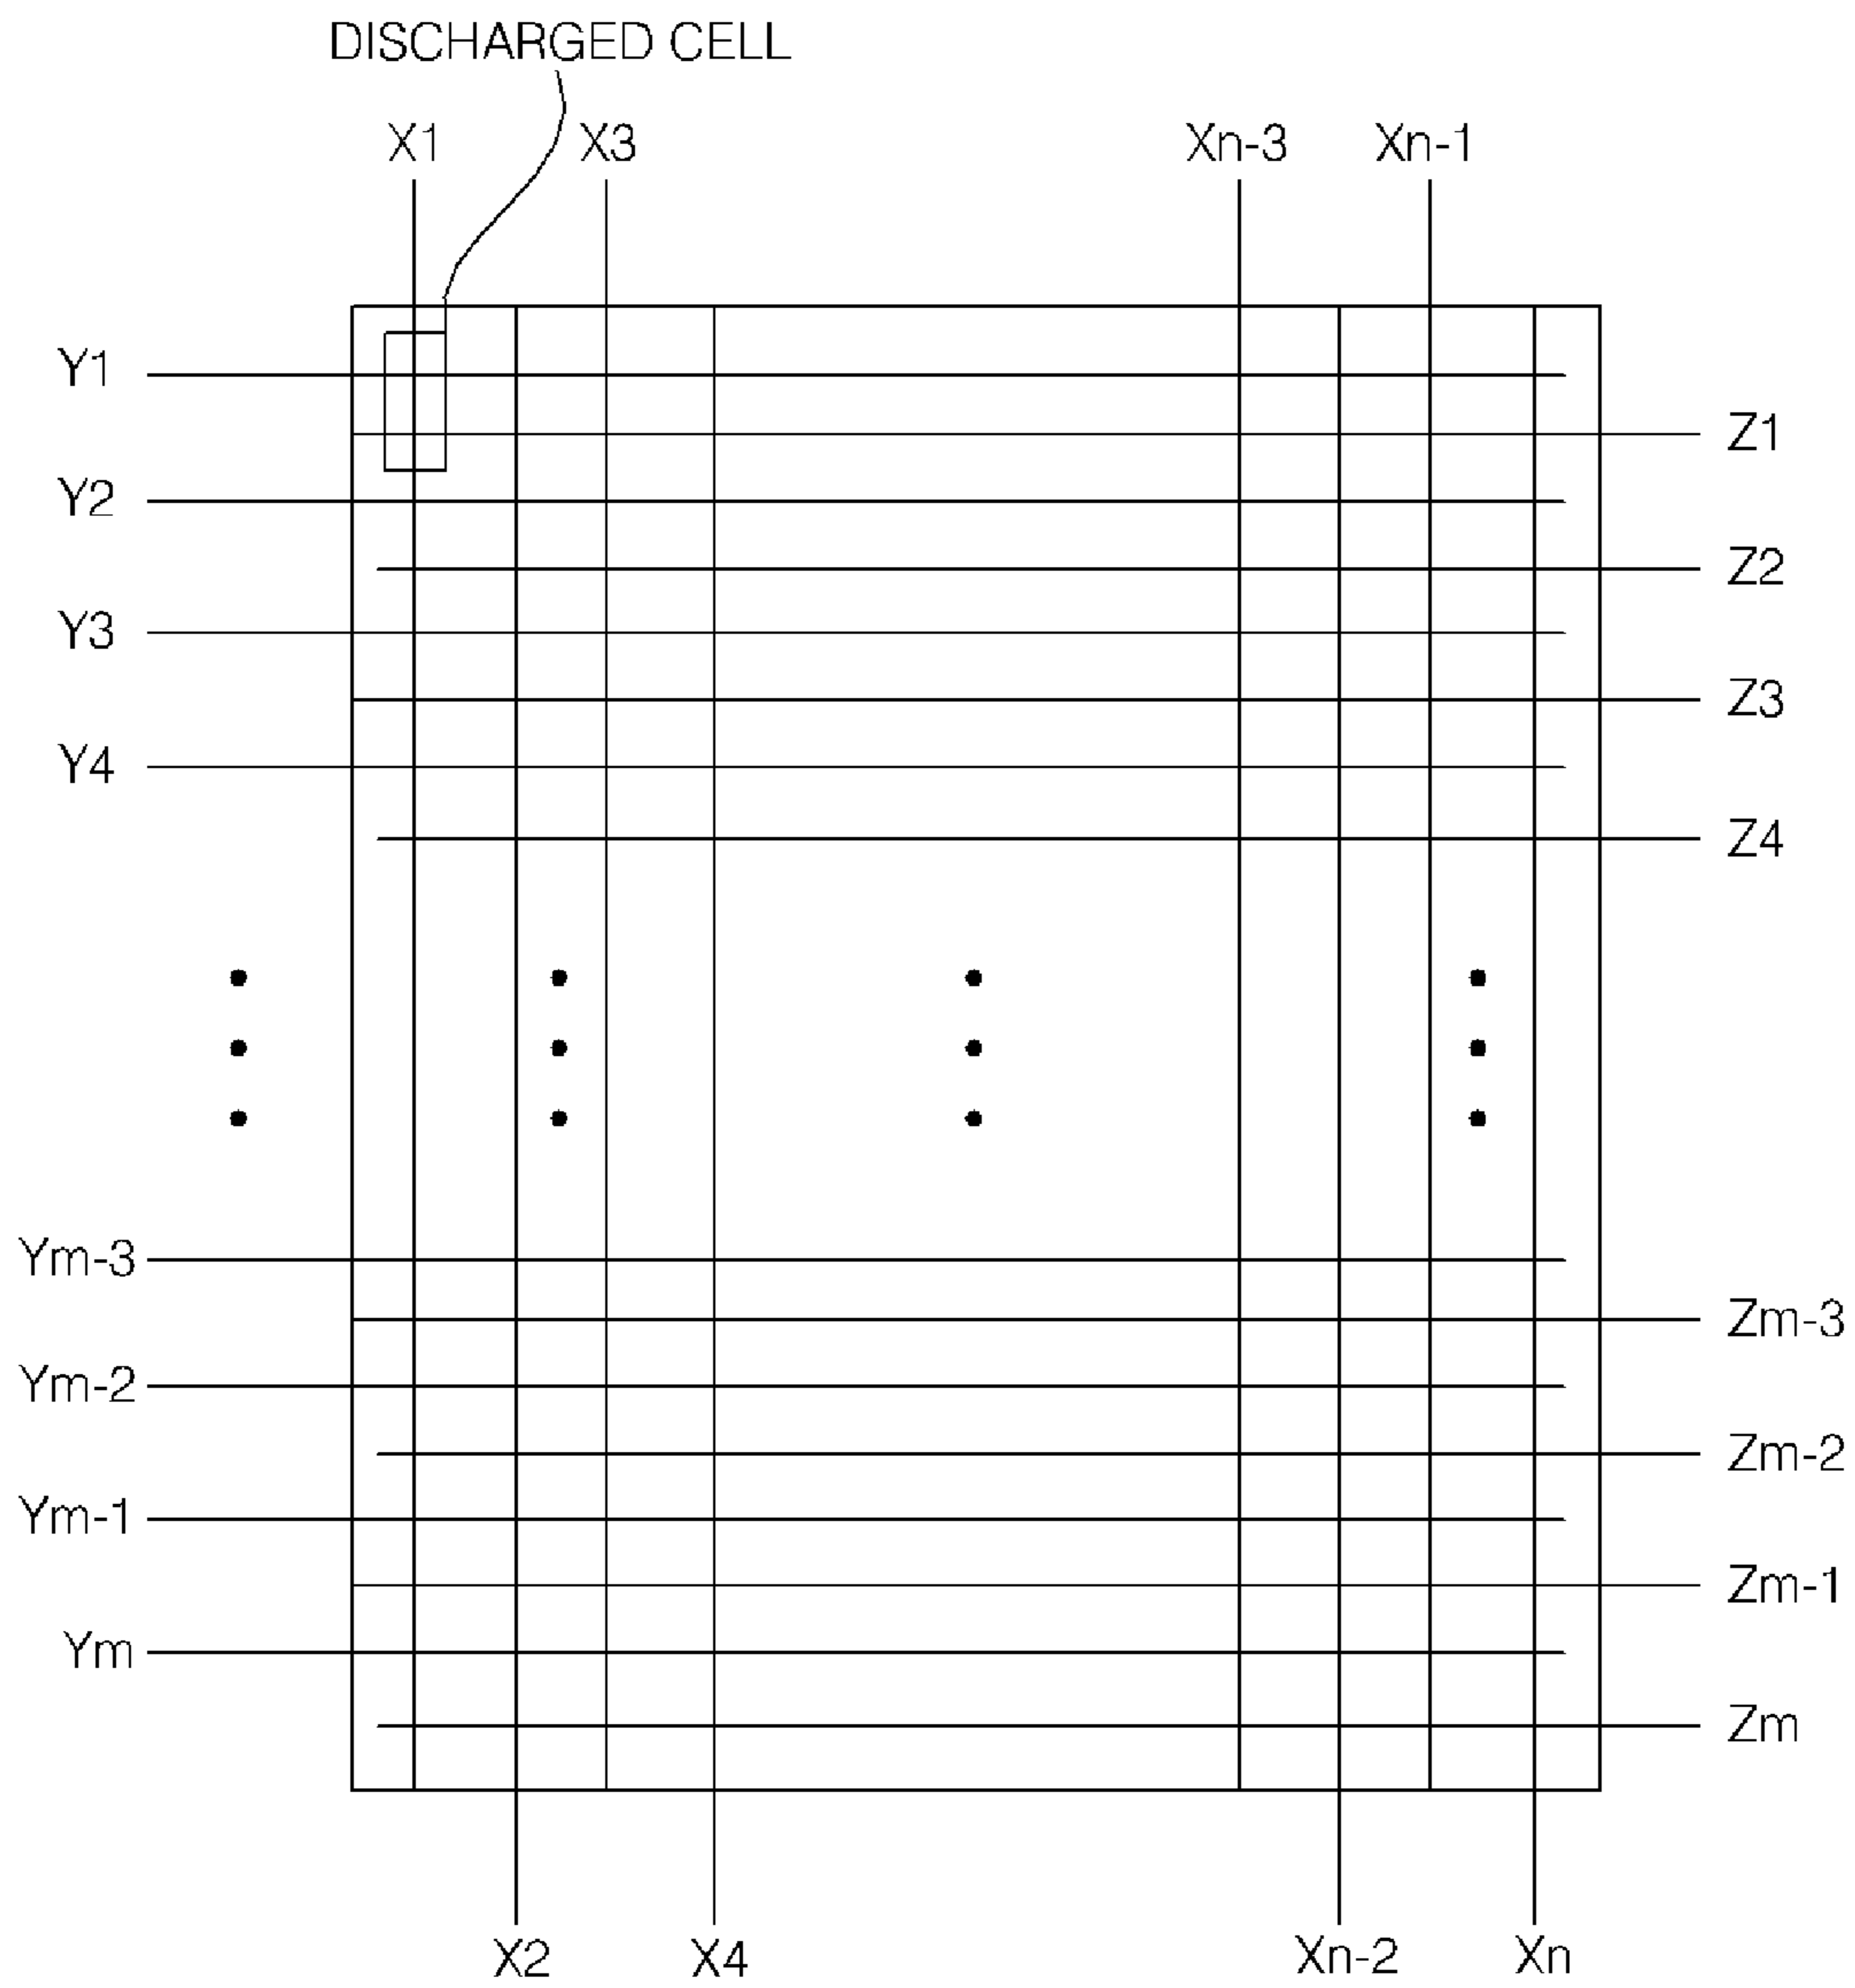 DISCHARGED CELL
X1 X3 Xn-3 Xn-1
Y1
Z1
Y2
Z2
Y3
Z3
Y4
Z4
Ym-3
Zm-3
Ym-2
Zm-2
Ym-1
Zm-1
Ym
Zm
X2 X4 Xn-2 Xn